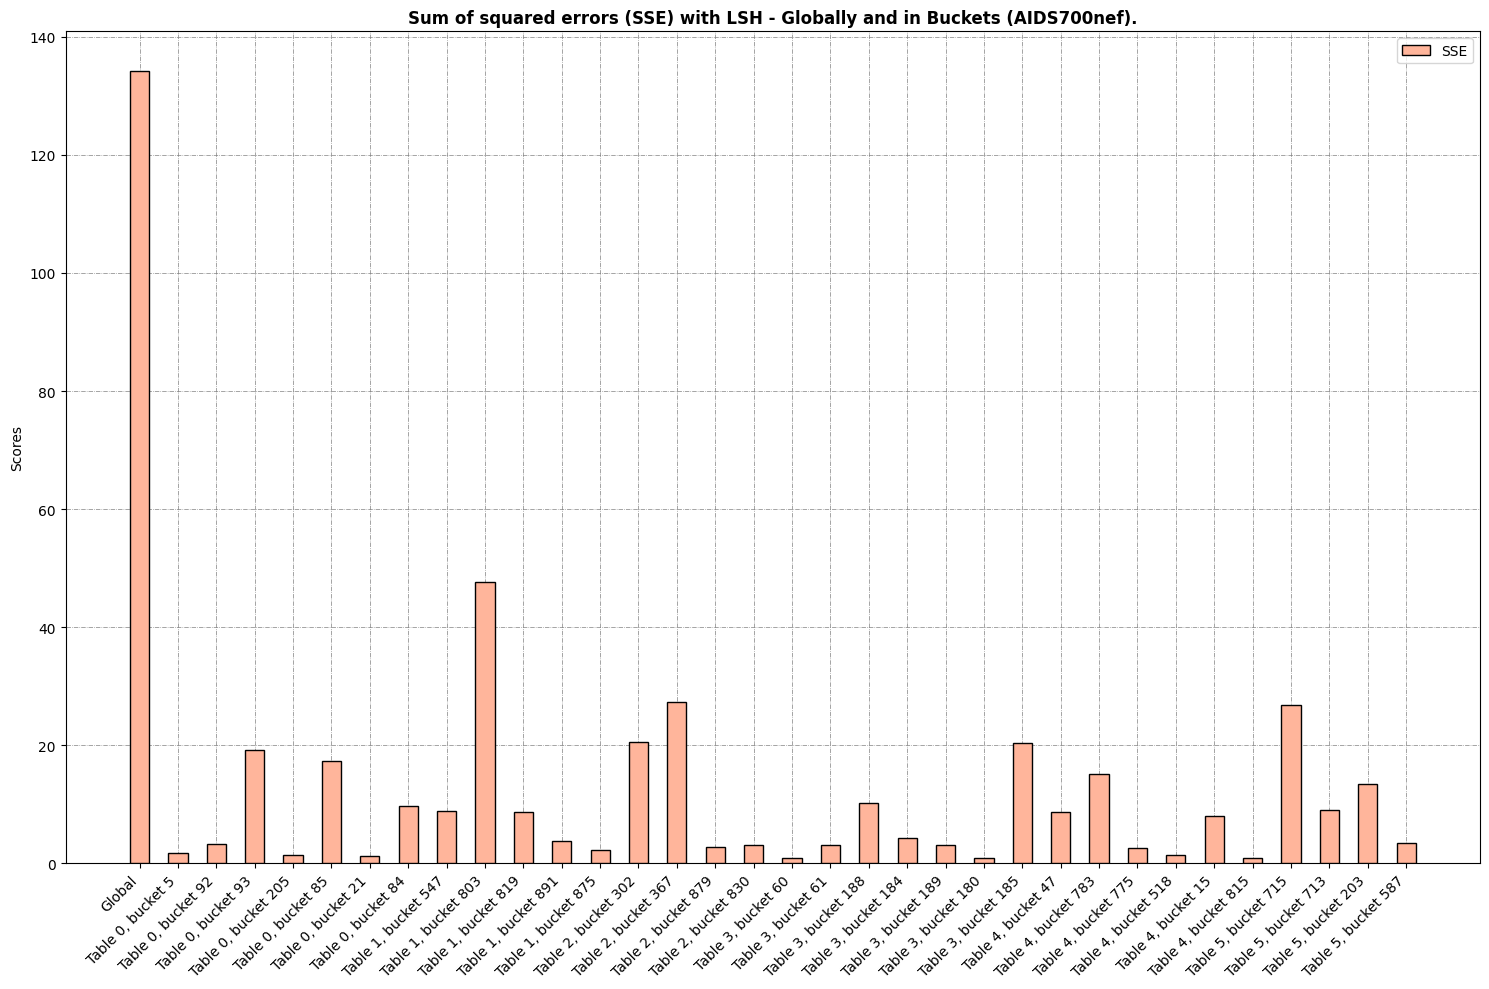 Sum of squared errors (SSE) with LSH - Globally and in Buckets (AIDS700nef).
SSE
Scores
140
120
100
80
60
40
20
0
Global
Table 0, bucket 5
Table 0, bucket 92
Table 0, bucket 93
Table 0, bucket 205
Table 0, bucket 85
Table 0, bucket 21
Table 0, bucket 84
Table 1, bucket 547
Table 1, bucket 803
Table 1, bucket 819
Table 1, bucket 891
Table 1, bucket 875
Table 2, bucket 302
Table 2, bucket 367
Table 2, bucket 879
Table 2, bucket 830
Table 3, bucket 60
Table 3, bucket 61
Table 3, bucket 188
Table 3, bucket 184
Table 3, bucket 189
Table 3, bucket 180
Table 3, bucket 185
Table 4, bucket 47
Table 4, bucket 783
Table 4, bucket 775
Table 4, bucket 518
Table 4, bucket 15
Table 4, bucket 815
Table 5, bucket 715
Table 5, bucket 713
Table 5, bucket 203
Table 5, bucket 587